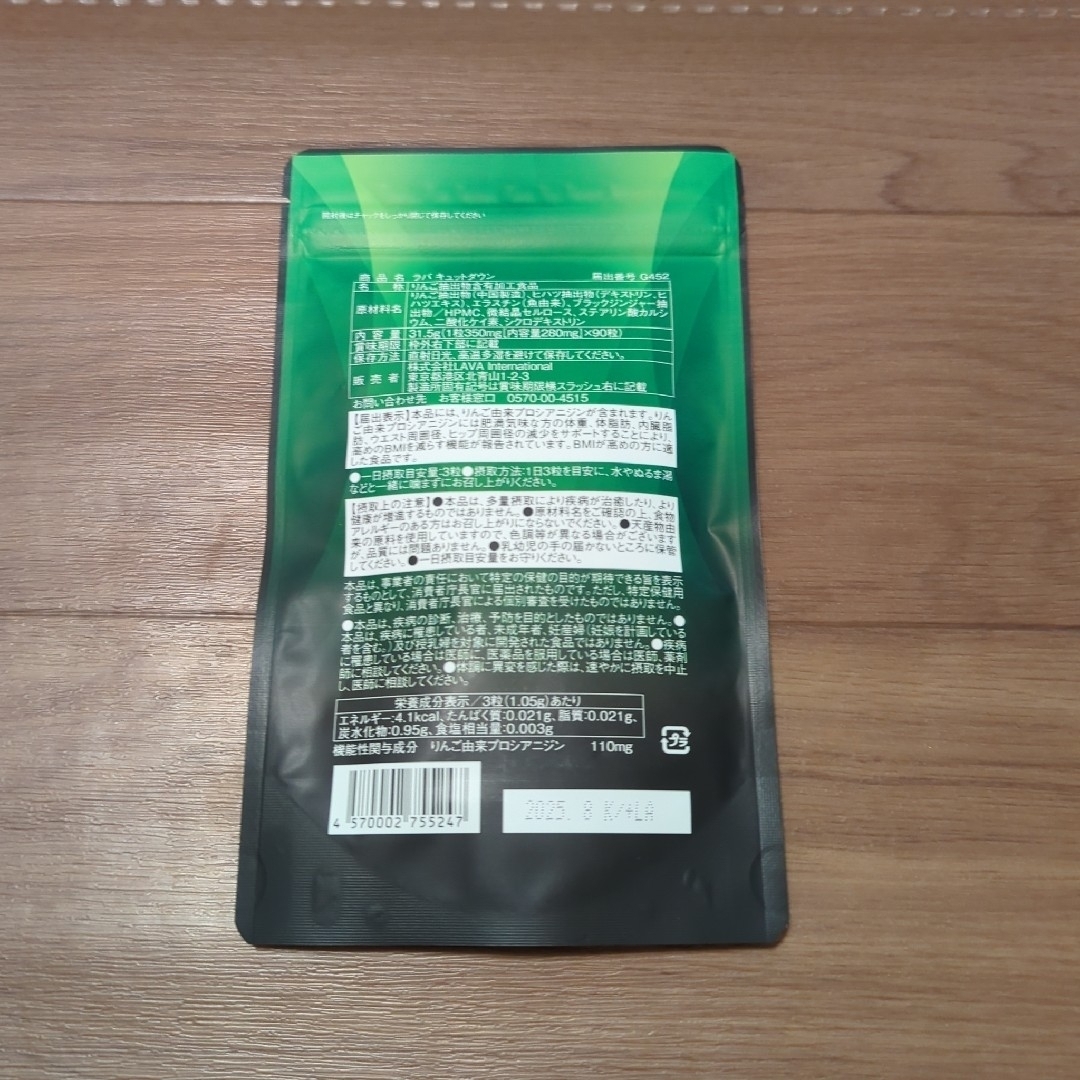 開封後はチャックをしっかり閉じて保存してください
商品名 ラバ キュットダウン 届出番号 G452
名称 りんご抽出物含有加工食品
原材料名 りんご抽出物(中国製造)、ヒハツ抽出物(デキストリン、ヒ
ハツエキス)、エラスチン(魚由来)、ブラックジンジャー抽
出物/HPMC、微結晶セルロース、ステアリン酸カルシ
ウム、二酸化ケイ素、シクロデキストリン
内容量 31.5g(1粒350mg[内容量280mg]×90粒)
賞味期限 枠外右下部に記載
保存方法 直射日光、高温多湿を避けて保存してください。
販売者 株式会社LAVA International
東京都港区北青山1-2-3
製造所固有記号は賞味期限横スラッシュ右に記載
お問い合わせ先 お客様窓口 0570-00-4515
【届出表示】本品には、りんご由来プロシアニジンが含まれます。りん
ご由来プロシアニジンには肥満気味な方の体重、体脂肪、内臓脂
肪、ウエスト周囲径、ヒップ周囲径の減少をサポートすることにより、
高めのBMIを減らす機能が報告されています。BMIが高めの方に適
した食品です。
●一日摂取目安量:3粒●摂取方法:1日3粒を目安に、水やぬるま湯
などと一緒に噛まずにお召し上がりください。
【摂取上の注意】●本品は、多量摂取により疾病が治癒したり、より
健康が増進するものではありません。●原材料名をご確認の上、食物
アレルギーのある方はお召し上がりにならないでください。●天産物由
来の原料を使用していますので、色調等が異なる場合がございます
が、品質には問題ありません。●乳幼児の手の届かないところに保管
してください。●一日摂取目安量をお守りください。
本品は、事業者の責任において特定の保健の目的が期待できる旨を表示
するものとして、消費者庁長官に届出されたものです。ただし、特定保健用
食品と異なり、消費者庁長官による個別審査を受けたものではありません。
●本品は、疾病の診断、治療、予防を目的としたものではありません。●
本品は、疾病に罹患している者、未成年者、妊産婦(妊娠を計画している
者を含む。)及び授乳婦を対象に開発された食品ではありません。●疾病
に罹患している場合は医師に、医薬品を服用している場合は医師、薬剤
師に相談してください。●体調に異変を感じた際は、速やかに摂取を中止
し、医師に相談してください。
栄養成分表示/3粒(1.05g)あたり
エネルギー:4.1kcal、たんぱく質:0.021g、脂質:0.021g、
炭水化物:0.95g、食塩相当量:0.003g
機能性関与成分 りんご由来プロシアニジン 110mg
プラ
4 570002 755247
2025. 8 K/4LA